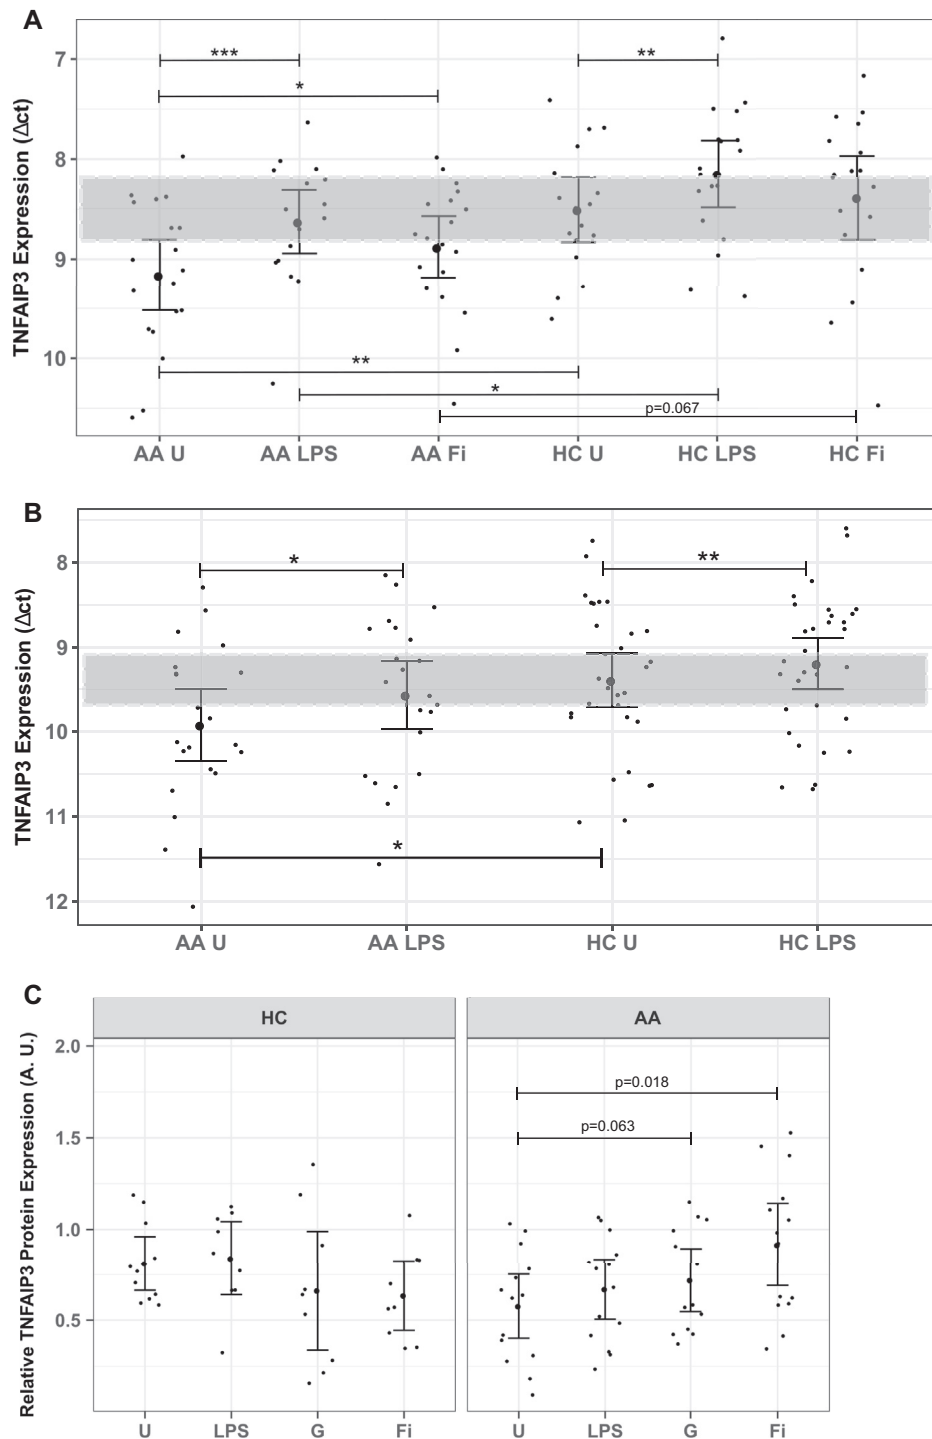 A
TNFAIP3 Expression (Δct)
7
8
9
10
***
**
*
**
*
p=0.067
AA U
AA LPS
AA Fi
HC U
HC LPS
HC Fi
B
TNFAIP3 Expression (Δct)
8
9
10
11
12
*
**
*
AA U
AA LPS
HC U
HC LPS
C
Relative TNFAIP3 Protein Expression (A. U.)
HC
AA
2.0
1.5
1.0
0.5
p=0.018
p=0.063
U
LPS
G
Fi
U
LPS
G
Fi